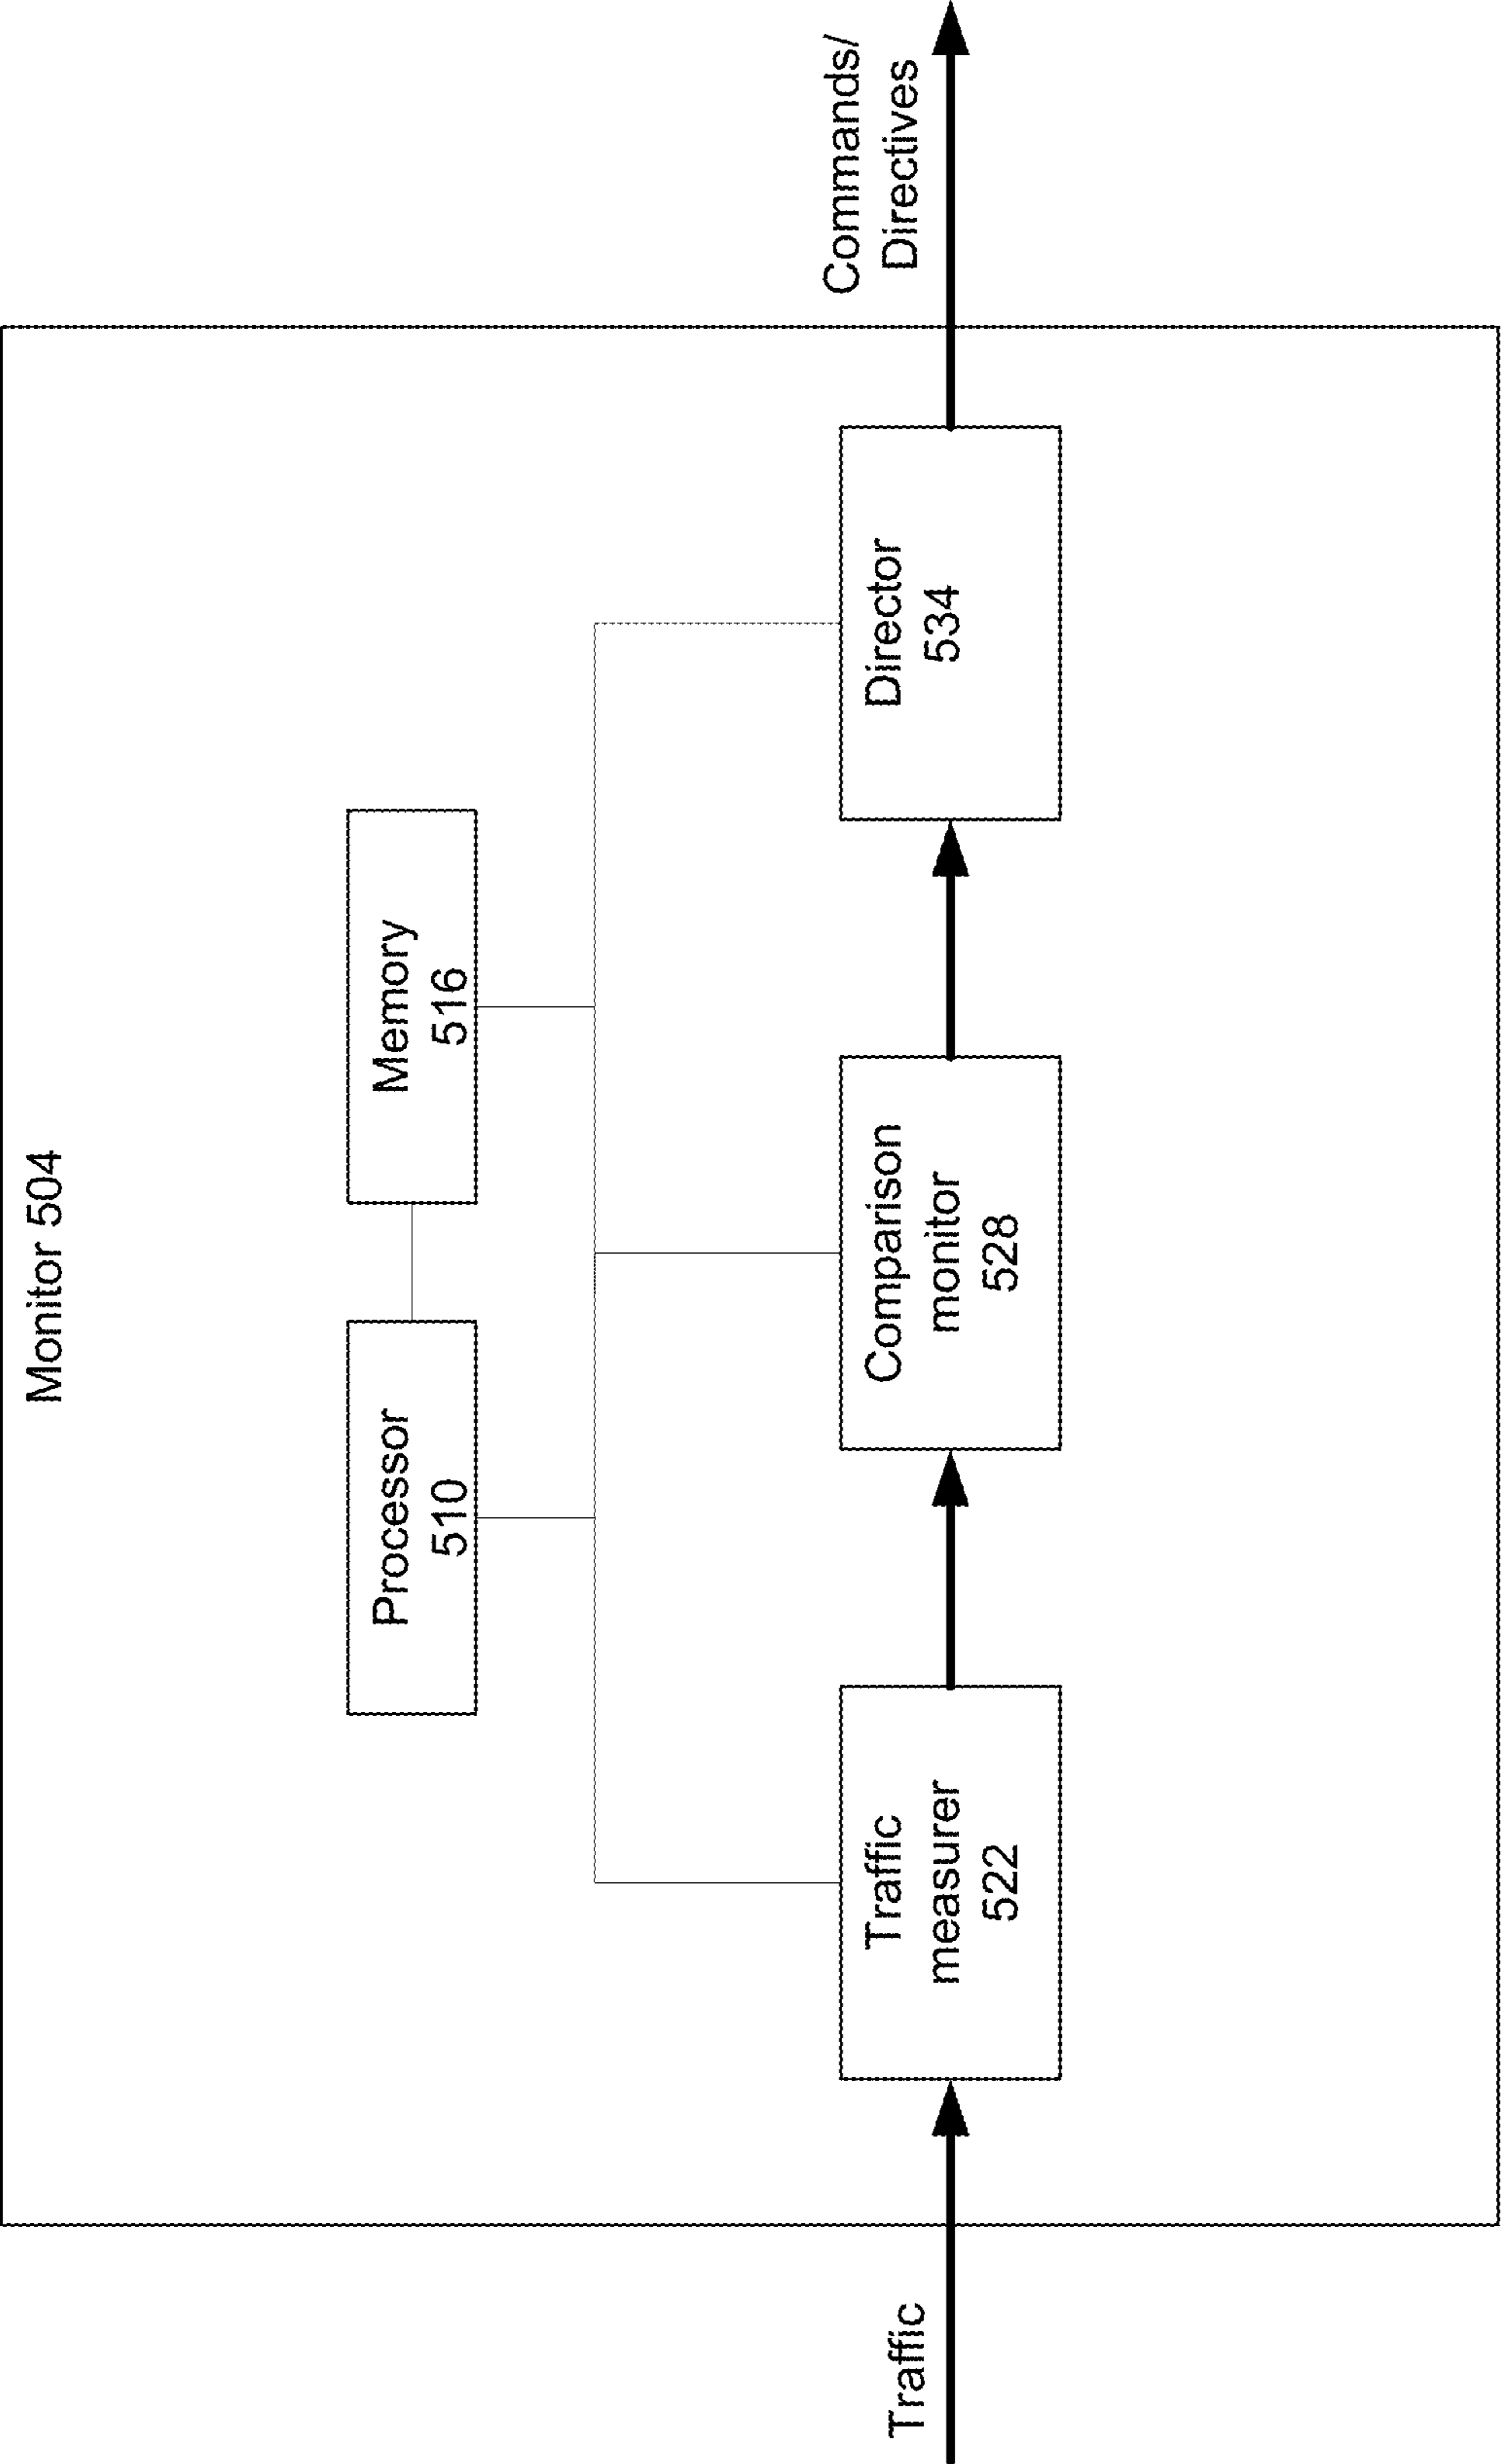 Monitor 504
Processor
510
Memory
516
Traffic
Traffic
measurer
522
Comparison
monitor
528
Director
534
Commands/
Directives